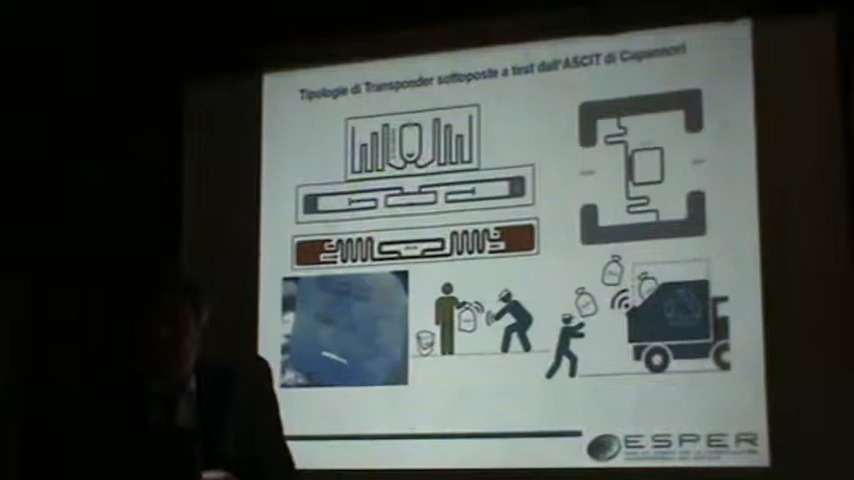 Tipologie di Transponder sottoposte a test dall'ASCIT di Capannori
ESPER